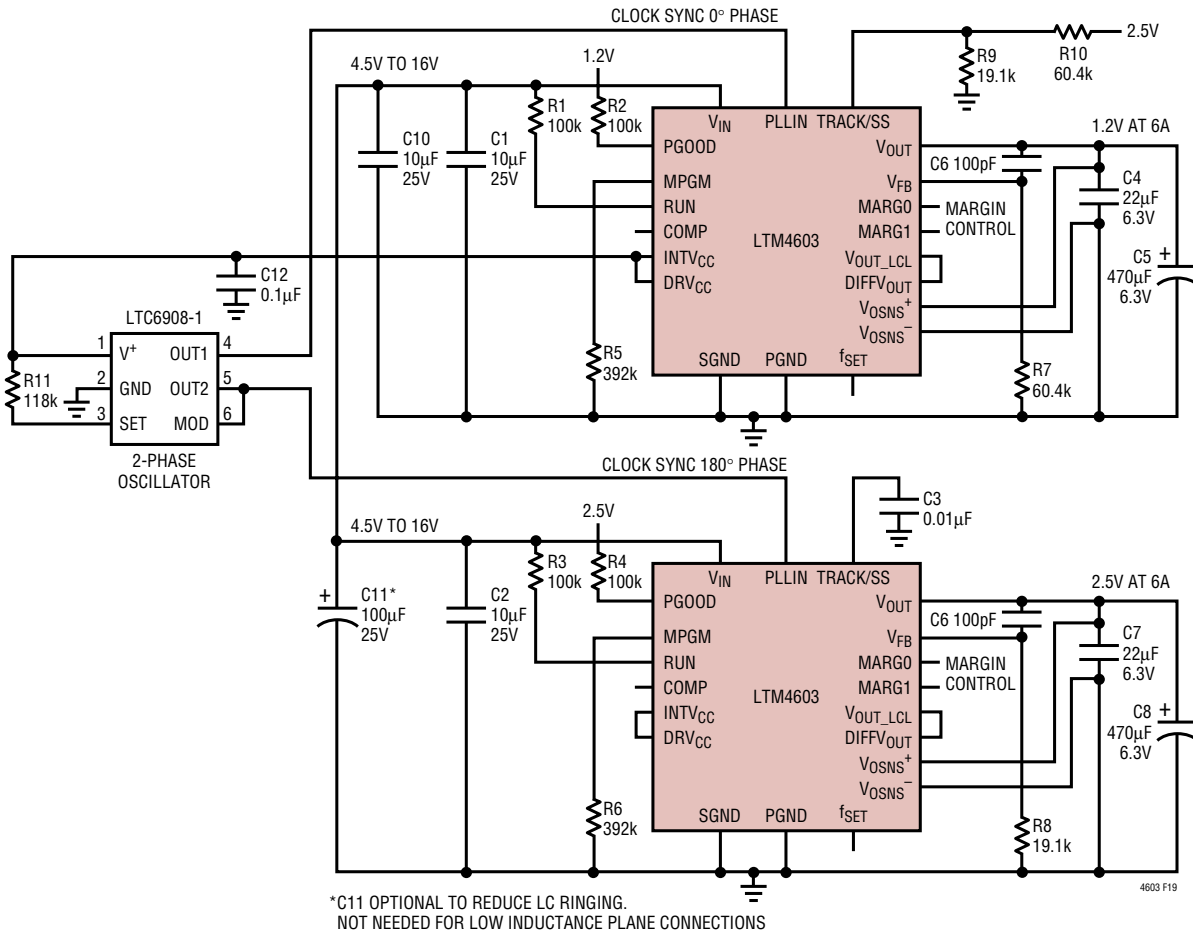 CLOCK SYNC 0° PHASE
4.5V TO 16V
1.2V
2.5V
R9
19.1k
R10
60.4k
R1
100k
R2
100k
C10
10µF
25V
C1
10µF
25V
VIN
PLLIN
TRACK/SS
PGOOD
MPGM
RUN
COMP
INTVCC
DRVCC
LTM4603
VOUT
VFB
MARG0
MARG1
VOUT_LCL
DIFFVOUT
VOSNS+
VOSNS–
SGND
PGND
fSET
1.2V AT 6A
C6 100pF
MARGIN
CONTROL
C4
22µF
6.3V
C5
+
470µF
6.3V
R5
392k
R7
60.4k
C12
0.1µF
LTC6908-1
1
V+
OUT1
4
2
GND
OUT2
5
3
SET
MOD
6
R11
118k
2-PHASE
OSCILLATOR
CLOCK SYNC 180° PHASE
4.5V TO 16V
2.5V
C3
0.01µF
R3
100k
R4
100k
+
C11*
100µF
25V
C2
10µF
25V
VIN
PLLIN
TRACK/SS
PGOOD
MPGM
RUN
COMP
INTVCC
DRVCC
LTM4603
VOUT
VFB
MARG0
MARG1
VOUT_LCL
DIFFVOUT
VOSNS+
VOSNS–
SGND
PGND
fSET
2.5V AT 6A
C6 100pF
MARGIN
CONTROL
C7
22µF
6.3V
C8
+
470µF
6.3V
R6
392k
R8
19.1k
4603 F19
*C11 OPTIONAL TO REDUCE LC RINGING.
NOT NEEDED FOR LOW INDUCTANCE PLANE CONNECTIONS